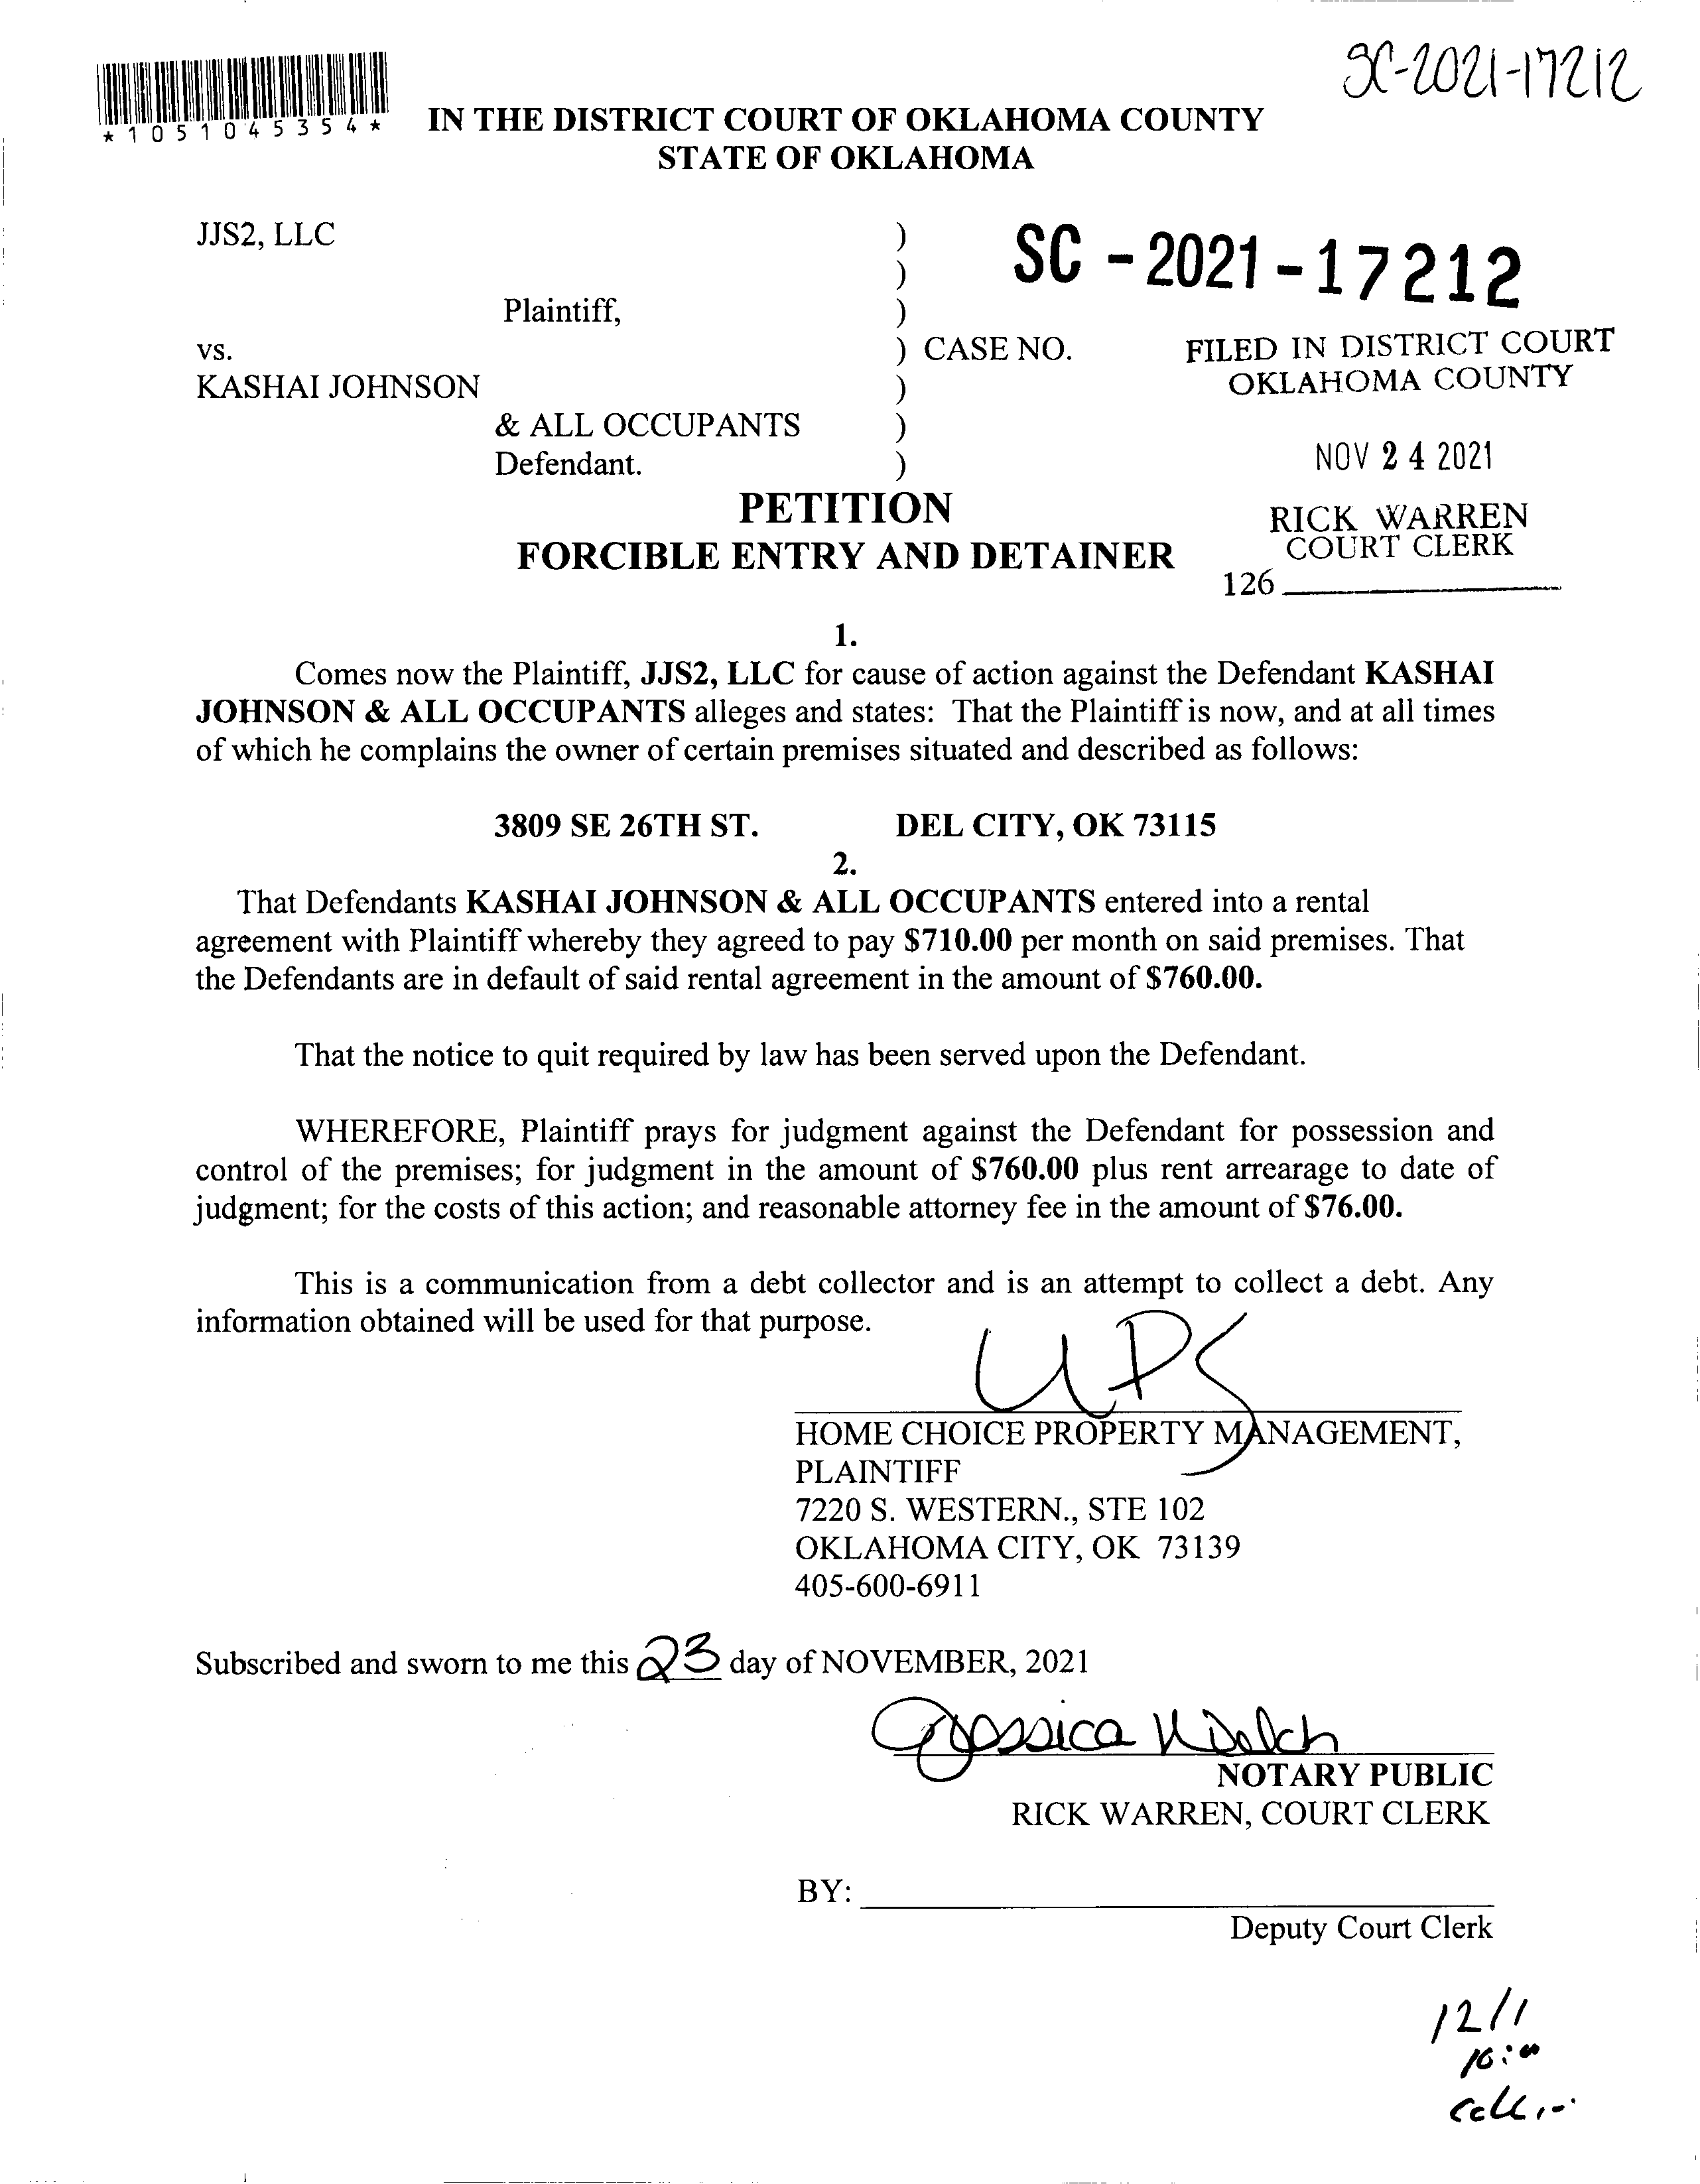 SC-2021-17212
*1051045354*
IN THE DISTRICT COURT OF OKLAHOMA COUNTY
STATE OF OKLAHOMA
JJS2, LLC )
)
SC - 2021 - 17212
Plaintiff, )
vs. ) CASE NO.
FILED IN DISTRICT COURT
OKLAHOMA COUNTY
KASHAI JOHNSON )
& ALL OCCUPANTS )
Defendant. )
NOV 24 2021
PETITION
FORCIBLE ENTRY AND DETAINER
RICK WARREN
COURT CLERK
126
1.
Comes now the Plaintiff, JJS2, LLC for cause of action against the Defendant KASHAI
JOHNSON & ALL OCCUPANTS alleges and states: That the Plaintiff is now, and at all times
of which he complains the owner of certain premises situated and described as follows:
3809 SE 26TH ST. DEL CITY, OK 73115
2.
That Defendants KASHAI JOHNSON & ALL OCCUPANTS entered into a rental
agreement with Plaintiff whereby they agreed to pay $710.00 per month on said premises. That
the Defendants are in default of said rental agreement in the amount of $760.00.
That the notice to quit required by law has been served upon the Defendant.
WHEREFORE, Plaintiff prays for judgment against the Defendant for possession and
control of the premises; for judgment in the amount of $760.00 plus rent arrearage to date of
judgment; for the costs of this action; and reasonable attorney fee in the amount of $76.00.
This is a communication from a debt collector and is an attempt to collect a debt. Any
information obtained will be used for that purpose.
HOME CHOICE PROPERTY MANAGEMENT,
PLAINTIFF
7220 S. WESTERN., STE 102
OKLAHOMA CITY, OK 73139
405-600-6911
Subscribed and sworn to me this 23 day of NOVEMBER, 2021
Jessica
NOTARY PUBLIC
RICK WARREN, COURT CLERK
BY:
Deputy Court Clerk
12/1